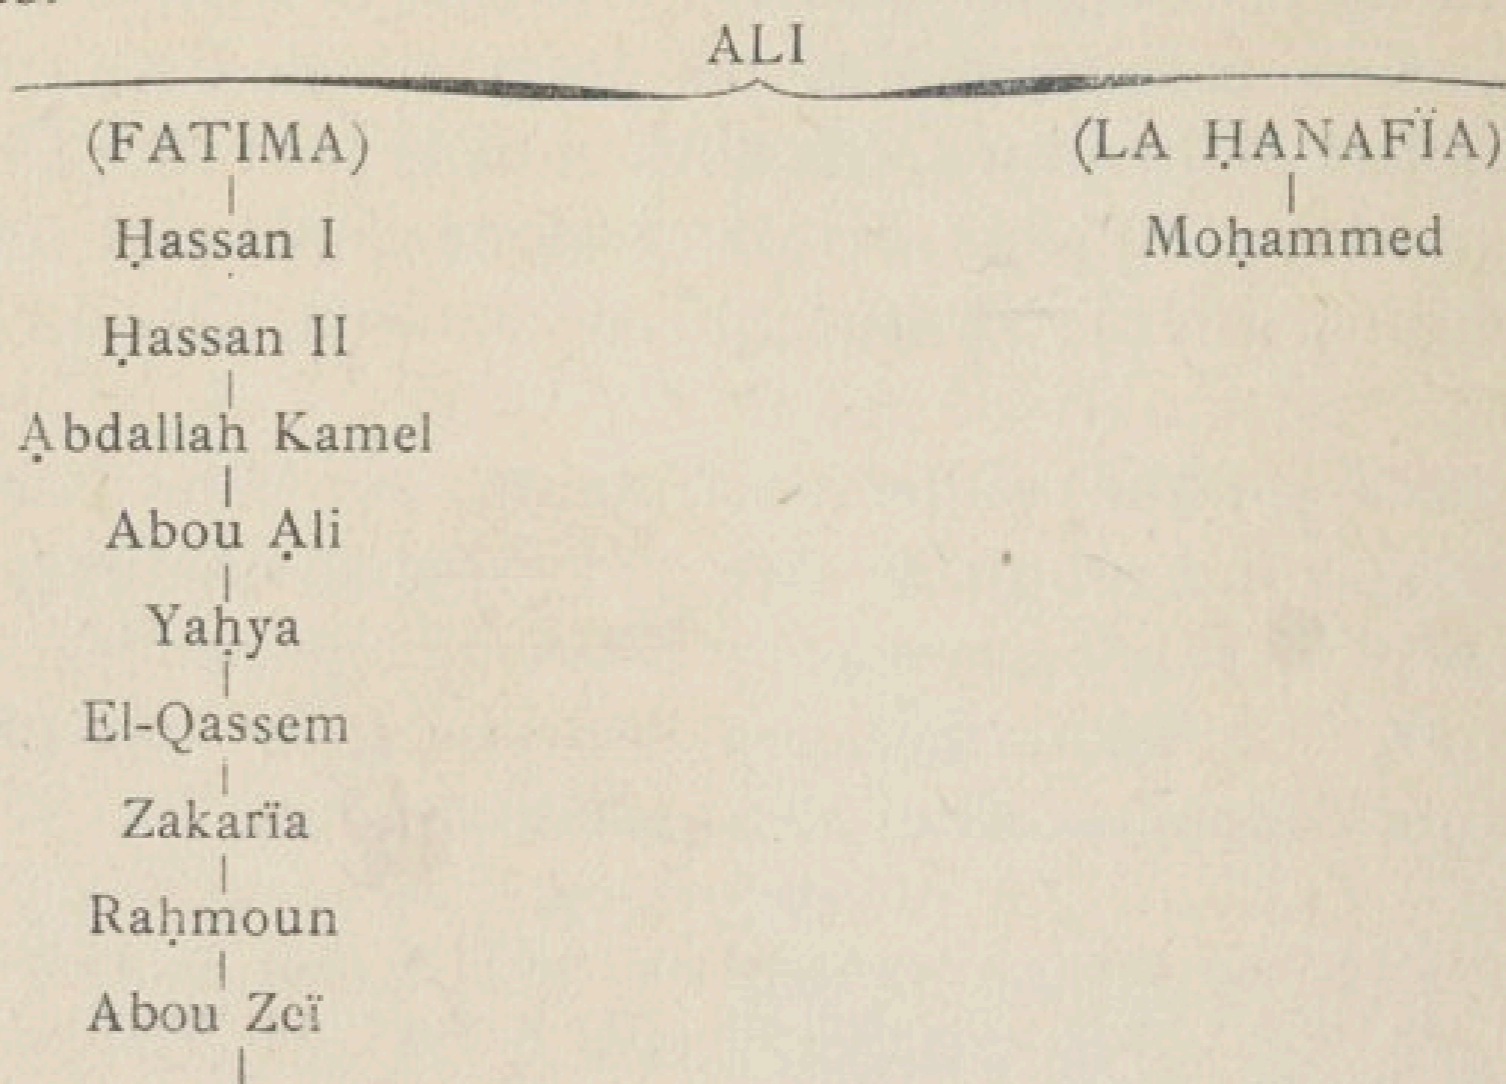 ALI
(FATIMA) (LA ḤANAFÏA)
Ḥassan I Moḥammed
Ḥassan II
Ạbdallah Kamel
Abou Ạli
Yaḥya
El-Qassem
Zakarïa
Raḥmoun
Abou Zeï